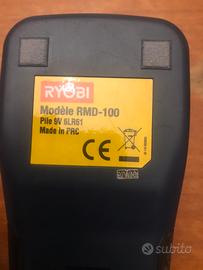 RYOBI
Modèle RMD-100
Pile 9V 6LR61
Made in PRC
CE
subito